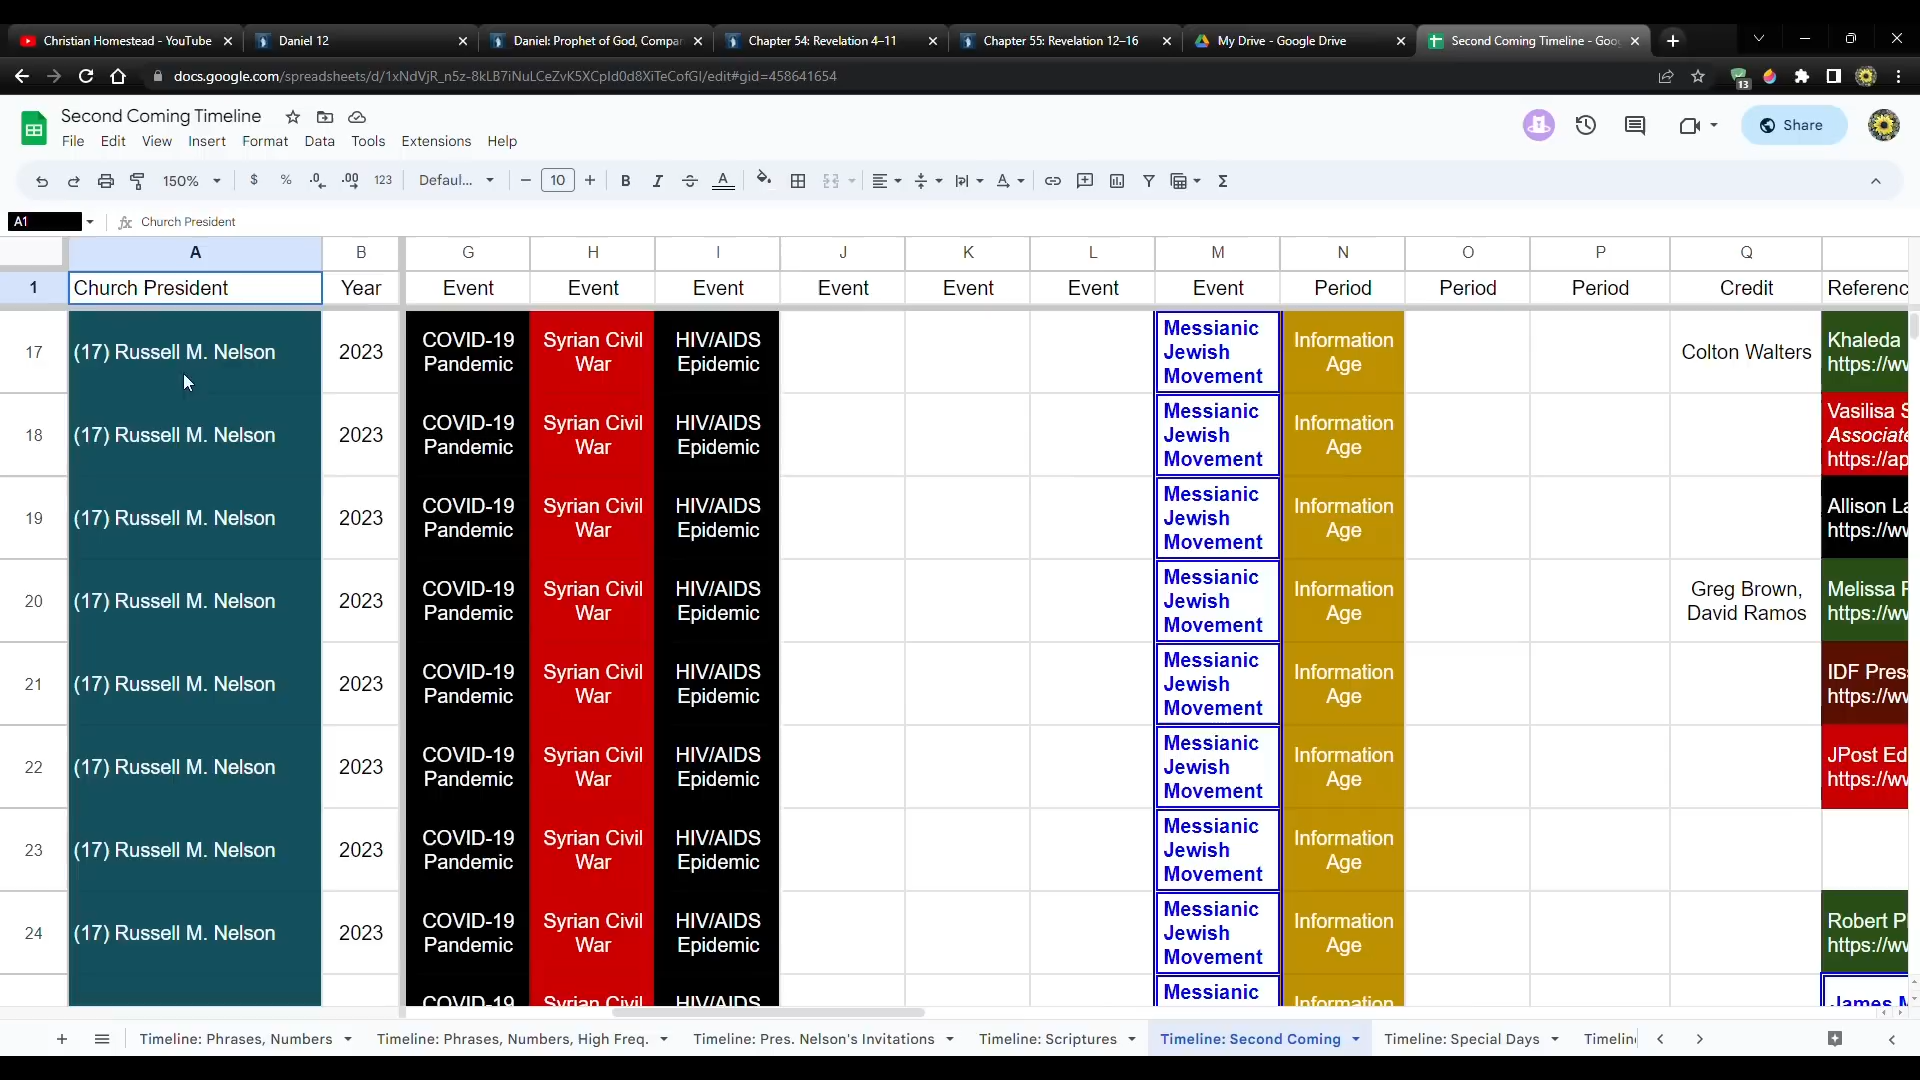 Christian Homestead - YouTube
Daniel 12
Daniel: Prophet of God, Compa
Chapter 54: Revelation 4–11
Chapter 55: Revelation 12–16
My Drive - Google Drive
Second Coming Timeline - Goo
docs.google.com/spreadsheets/d/1xNdVjR_n5z-8kLB7iNuLCeZvK5XCpId0d8XiTeCofGI/edit#gid=458641654
13
Second Coming Timeline
File Edit View Insert Format Data Tools Extensions Help
Share
150% $ % .0 .00 123 Defaul... 10 B I A
A1 fx Church President
A B G H I J K L M N O P Q
1 Church President Year Event Event Event Event Event Event Event Period Period Period Credit Referenc
17 (17) Russell M. Nelson 2023 COVID-19 Pandemic Syrian Civil War HIV/AIDS Epidemic Messianic Jewish Movement Information Age Colton Walters Khaleda https://w
18 (17) Russell M. Nelson 2023 COVID-19 Pandemic Syrian Civil War HIV/AIDS Epidemic Messianic Jewish Movement Information Age Vasilisa S Associate https://ap
19 (17) Russell M. Nelson 2023 COVID-19 Pandemic Syrian Civil War HIV/AIDS Epidemic Messianic Jewish Movement Information Age Allison La https://w
20 (17) Russell M. Nelson 2023 COVID-19 Pandemic Syrian Civil War HIV/AIDS Epidemic Messianic Jewish Movement Information Age Greg Brown, David Ramos Melissa https://w
21 (17) Russell M. Nelson 2023 COVID-19 Pandemic Syrian Civil War HIV/AIDS Epidemic Messianic Jewish Movement Information Age IDF Pres https://w
22 (17) Russell M. Nelson 2023 COVID-19 Pandemic Syrian Civil War HIV/AIDS Epidemic Messianic Jewish Movement Information Age JPost Ed https://w
23 (17) Russell M. Nelson 2023 COVID-19 Pandemic Syrian Civil War HIV/AIDS Epidemic Messianic Jewish Movement Information Age
24 (17) Russell M. Nelson 2023 COVID-19 Pandemic Syrian Civil War HIV/AIDS Epidemic Messianic Jewish Movement Information Age Robert https://w
COVID-19 Syrian Civil HIV/AIDS Messianic Information James
Timeline: Phrases, Numbers Timeline: Phrases, Numbers, High Freq. Timeline: Pres. Nelson's Invitations Timeline: Scriptures Timeline: Second Coming Timeline: Special Days Timelin